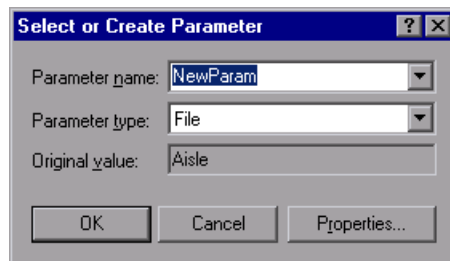 Select or Create Parameter
Parameter name: NewParam
Parameter type: File
Original value: Aisle
OK Cancel Properties...